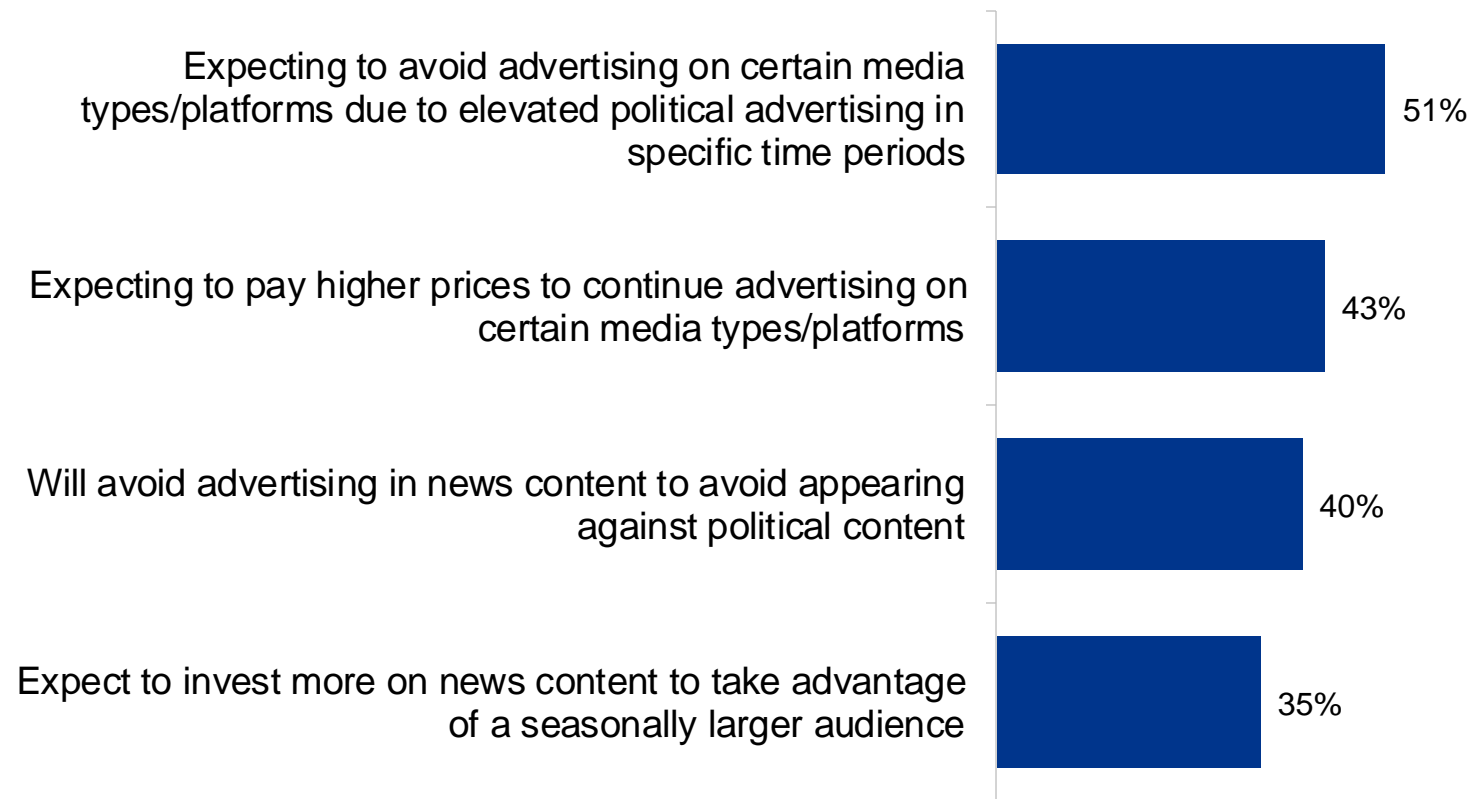 Expecting to avoid advertising on certain media
types/platforms due to elevated political advertising in
specific time periods
51%
Expecting to pay higher prices to continue advertising on
certain media types/platforms
43%
Will avoid advertising in news content to avoid appearing
against political content
40%
Expect to invest more on news content to take advantage
of a seasonally larger audience
35%